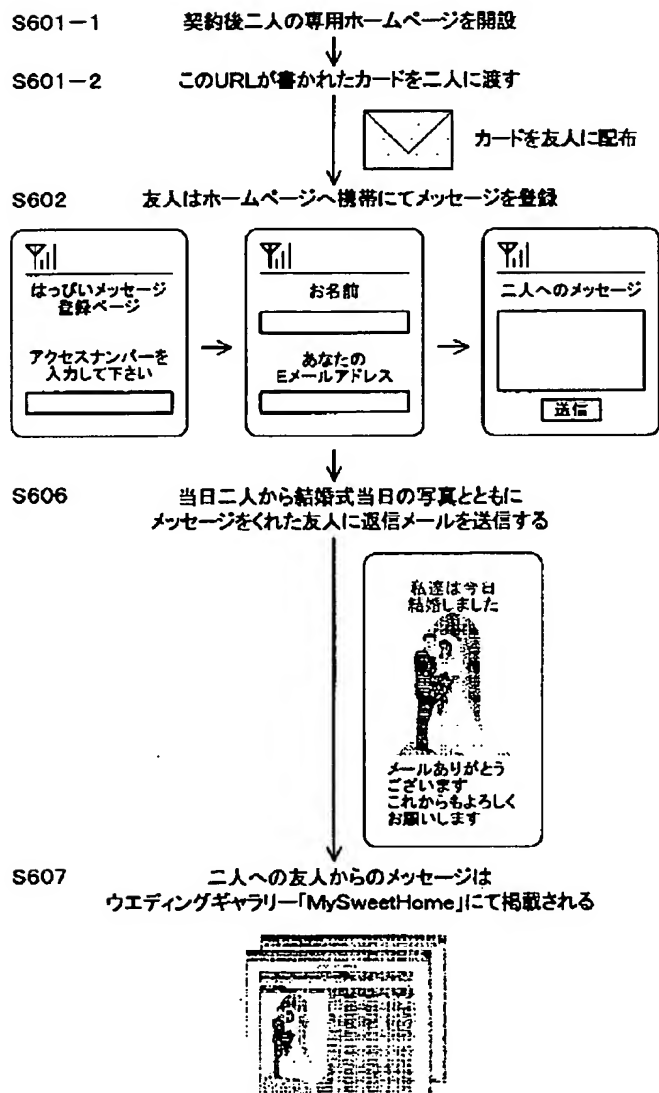 S601-1 契約後二人の専用ホームページを開設
S601-2 このURLが書かれたカードを二人に渡す
カードを友人に配布
S602 友人はホームページへ携帯にてメッセージを登録
はっぴいメッセージ
登録ページ
アクセスナンバーを
入力して下さい
お名前
あなたの
Eメールアドレス
二人へのメッセージ
送信
S606 当日二人から結婚式当日の写真とともに
メッセージをくれた友人に返信メールを送信する
私達は今日
結婚しました
メールありがとう
ございます
これからもよろしく
お願いします
S607 二人への友人からのメッセージは
ウエディングギャラリー「MySweetHome」にて掲載される